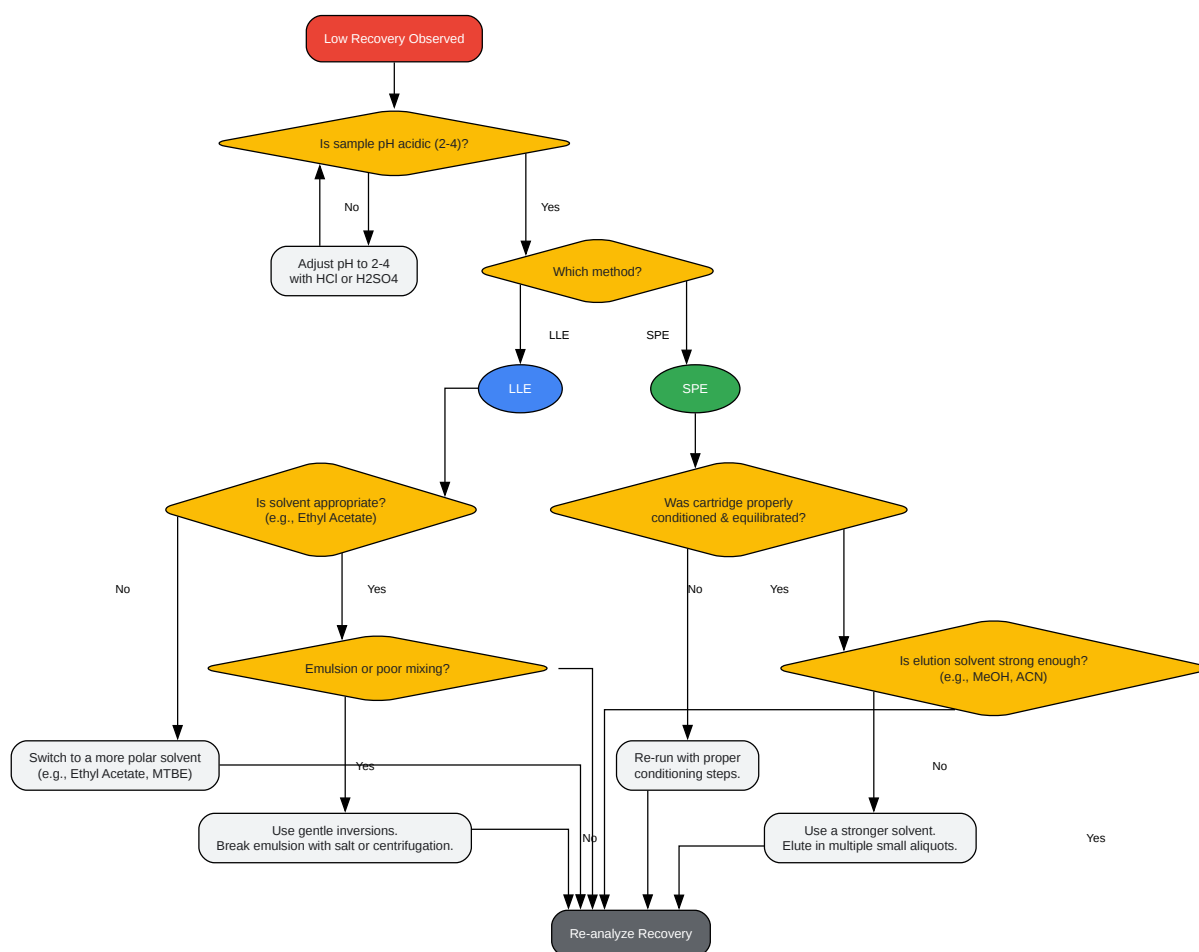 Low Recovery Observed
Is sample pH acidic (2-4)?
No
Yes
Adjust pH to 2-4
with HCl or H2SO4
Which method?
LLE
SPE
LLE
SPE
Is solvent appropriate?
(e.g., Ethyl Acetate)
Was cartridge properly
conditioned & equilibrated?
No
Yes
No
Yes
Emulsion or poor mixing?
Is elution solvent strong enough?
(e.g., MeOH, ACN)
Switch to a more polar solvent
(e.g., Ethyl Acetate, MTBE)
Yes
Re-run with proper
conditioning steps.
No
Use gentle inversions.
Break emulsion with salt or centrifugation.
No
Use a stronger solvent.
Elute in multiple small aliquots.
Yes
Re-analyze Recovery